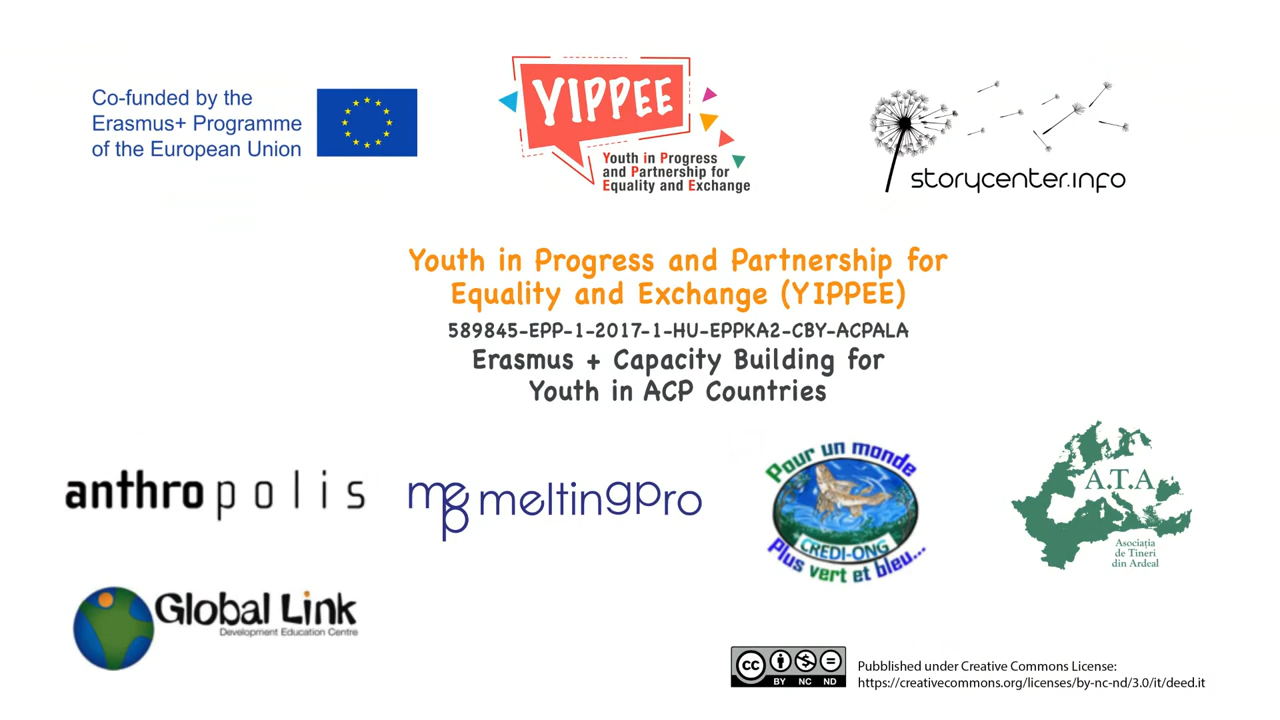 Co-funded by the
Erasmus+ Programme
of the European Union
YIPPEE
Youth in Progress
and Partnership for
Equality and Exchange
storycenter.info
Youth in Progress and Partnership for
Equality and Exchange (YIPPEE)
589845-EPP-1-2017-1-HU-EPPKA2-CBY-ACPALA
Erasmus + Capacity Building for
Youth in ACP Countries
anthropolis
mep meltingpro
Pour un monde
CREDI-ONG
Plus vert et bleu...
A.T.A
Asociația
de Tineri
din Ardeal
Global Link
Development Education Centre
cc
BY NC ND
Pubblished under Creative Commons License:
https://creativecommons.org/licenses/by-nc-nd/3.0/it/deed.it